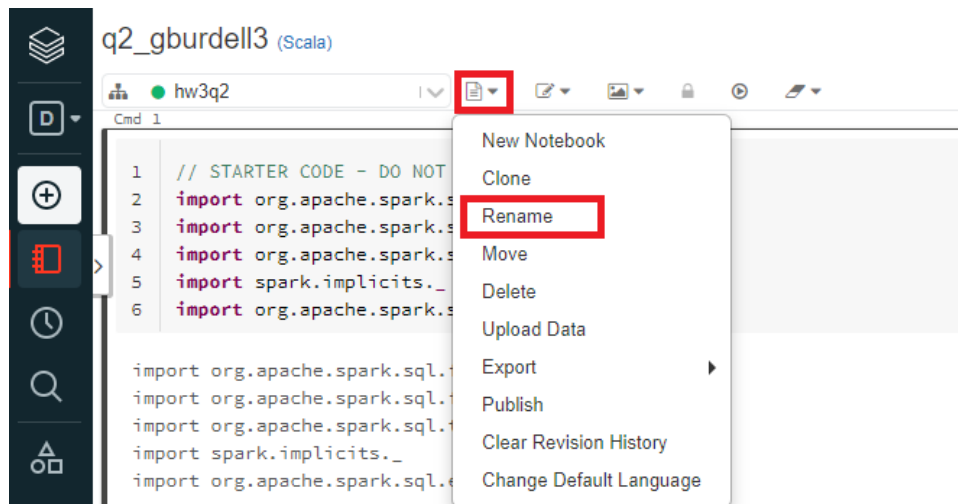 q2_gburdell3 (Scala)
D
hw3q2
Cmd 1
1 // STARTER CODE - DO NOT
2 import org.apache.spark.s
3 import org.apache.spark.s
4 import org.apache.spark.s
5 import spark.implicits._
6 import org.apache.spark.s
import org.apache.spark.sql.
import org.apache.spark.sql.
import org.apache.spark.sql.
import spark.implicits._
import org.apache.spark.sql.e
New Notebook
Clone
Rename
Move
Delete
Upload Data
Export
Publish
Clear Revision History
Change Default Language